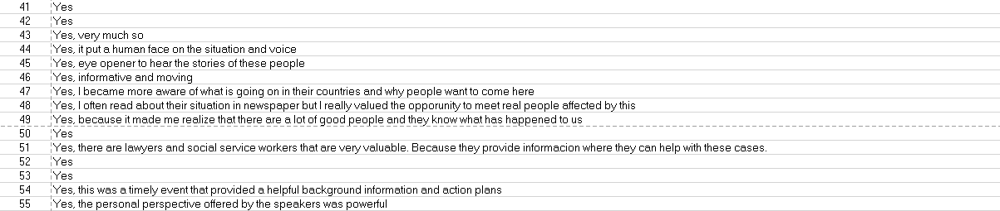 41 Yes
42 Yes
43 Yes, very much so
44 Yes, it put a human face on the situation and voice
45 Yes, eye opener to hear the stories of these people
46 Yes, informative and moving
47 Yes, I became more aware of what is going on in their countries and why people want to come here
48 Yes, I often read about their situation in newspaper but I really valued the opporunity to meet real people affected by this
49 Yes, because it made me realize that there are a lot of good people and they know what has happened to us
50 Yes
51 Yes, there are lawyers and social service workers that are very valuable. Because they provide informacion where they can help with these cases.
52 Yes
53 Yes
54 Yes, this was a timely event that provided a helpful background information and action plans
55 Yes, the personal perspective offered by the speakers was powerful